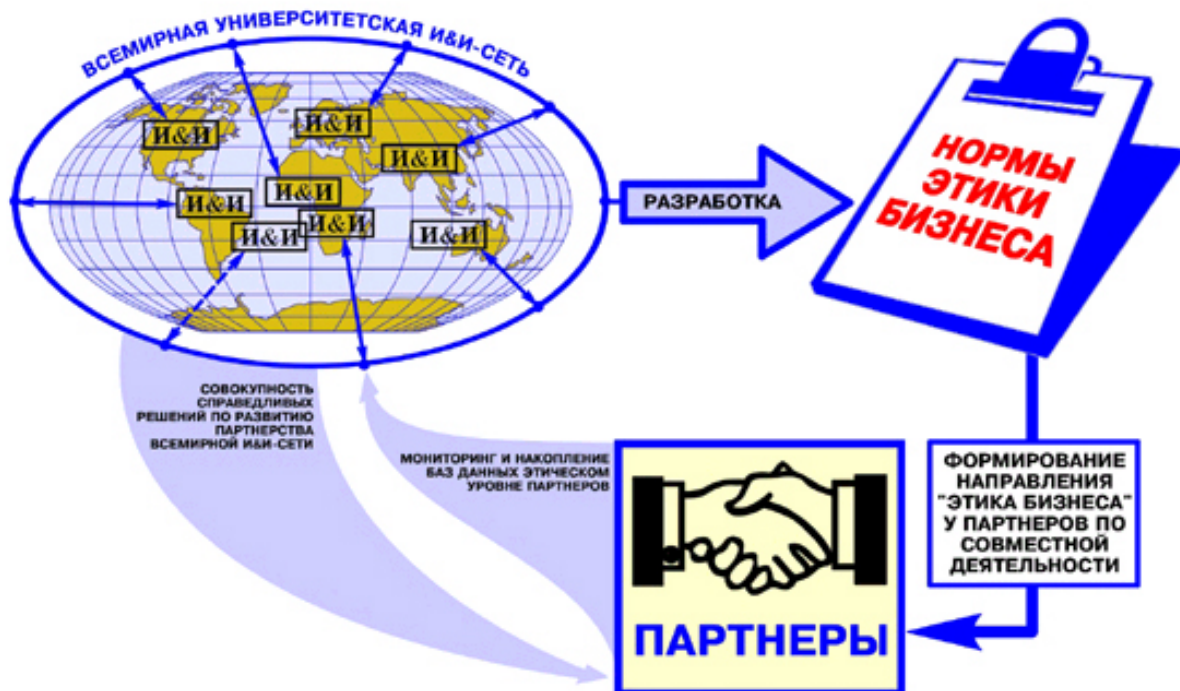 ВСЕМИРНАЯ УНИВЕРСИТЕТСКАЯ И&И-СЕТЬ
И&И
И&И
И&И
И&И
И&И
И&И
И&И
И&И
РАЗРАБОТКА
НОРМЫ
ЭТИКИ
БИЗНЕСА
СОВОКУПНОСТЬ
СПРАВЕДЛИВЫХ
РЕШЕНИЙ ПО РАЗВИТИЮ
ПАРТНЕРСТВА
ВСЕМИРНОЙ И&И-СЕТИ
МОНИТОРИНГ И НАКОПЛЕНИЕ
БАЗ ДАННЫХ ЭТИЧЕСКОМ
УРОВНЕ ПАРТНЕРОВ
ФОРМИРОВАНИЕ
НАПРАВЛЕНИЯ
"ЭТИКА БИЗНЕСА"
У ПАРТНЕРОВ ПО
СОВМЕСТНОЙ
ДЕЯТЕЛЬНОСТИ
ПАРТНЕРЫ